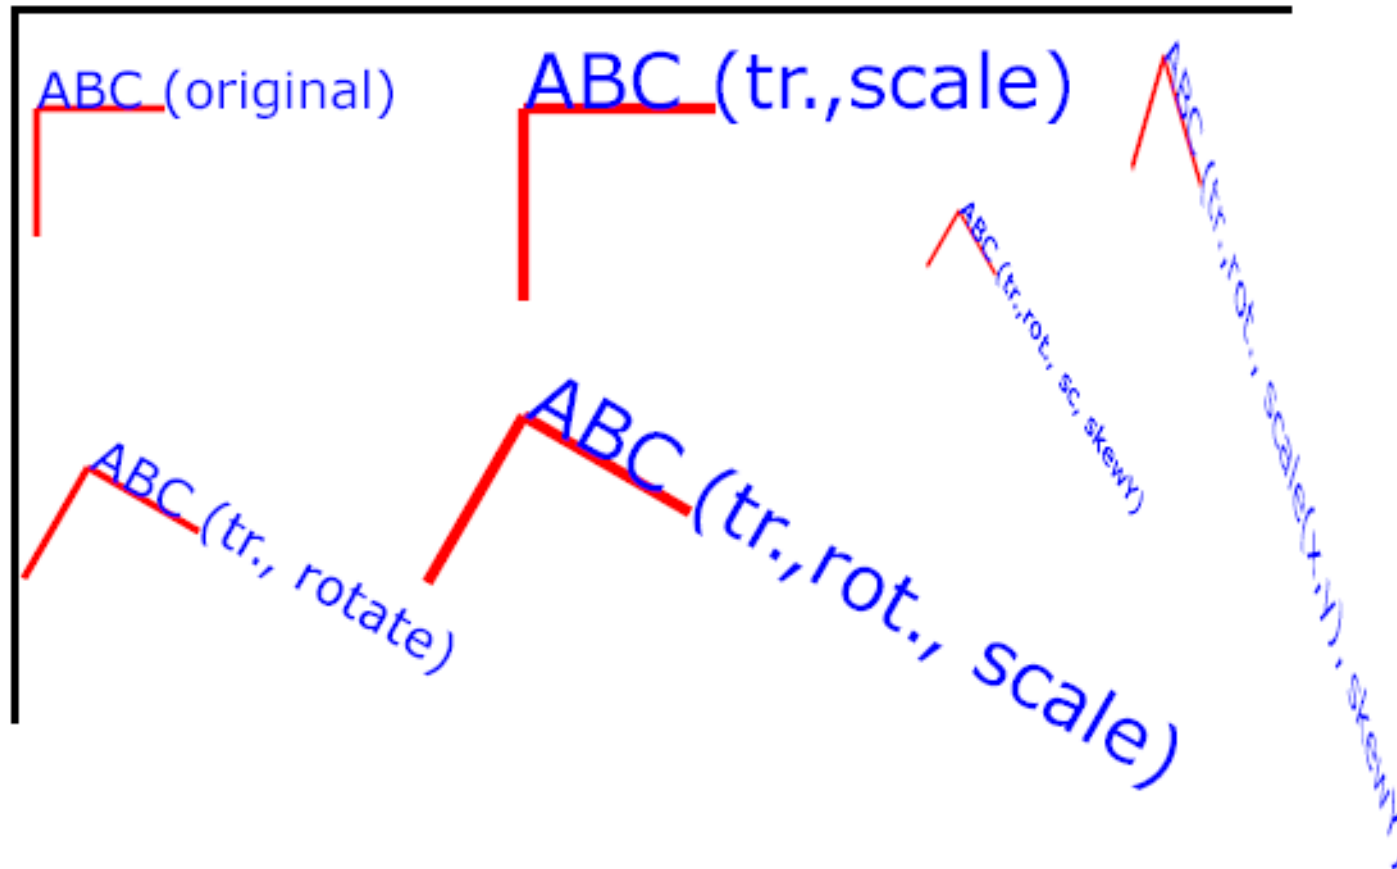 ABC (original)
ABC (tr.,scale)
ABC (tr.,rot., scale(x,y), skewY
ABC (tr.,rot., sc, skewY)
ABC (tr., rotate)
ABC (tr.,rot., scale)